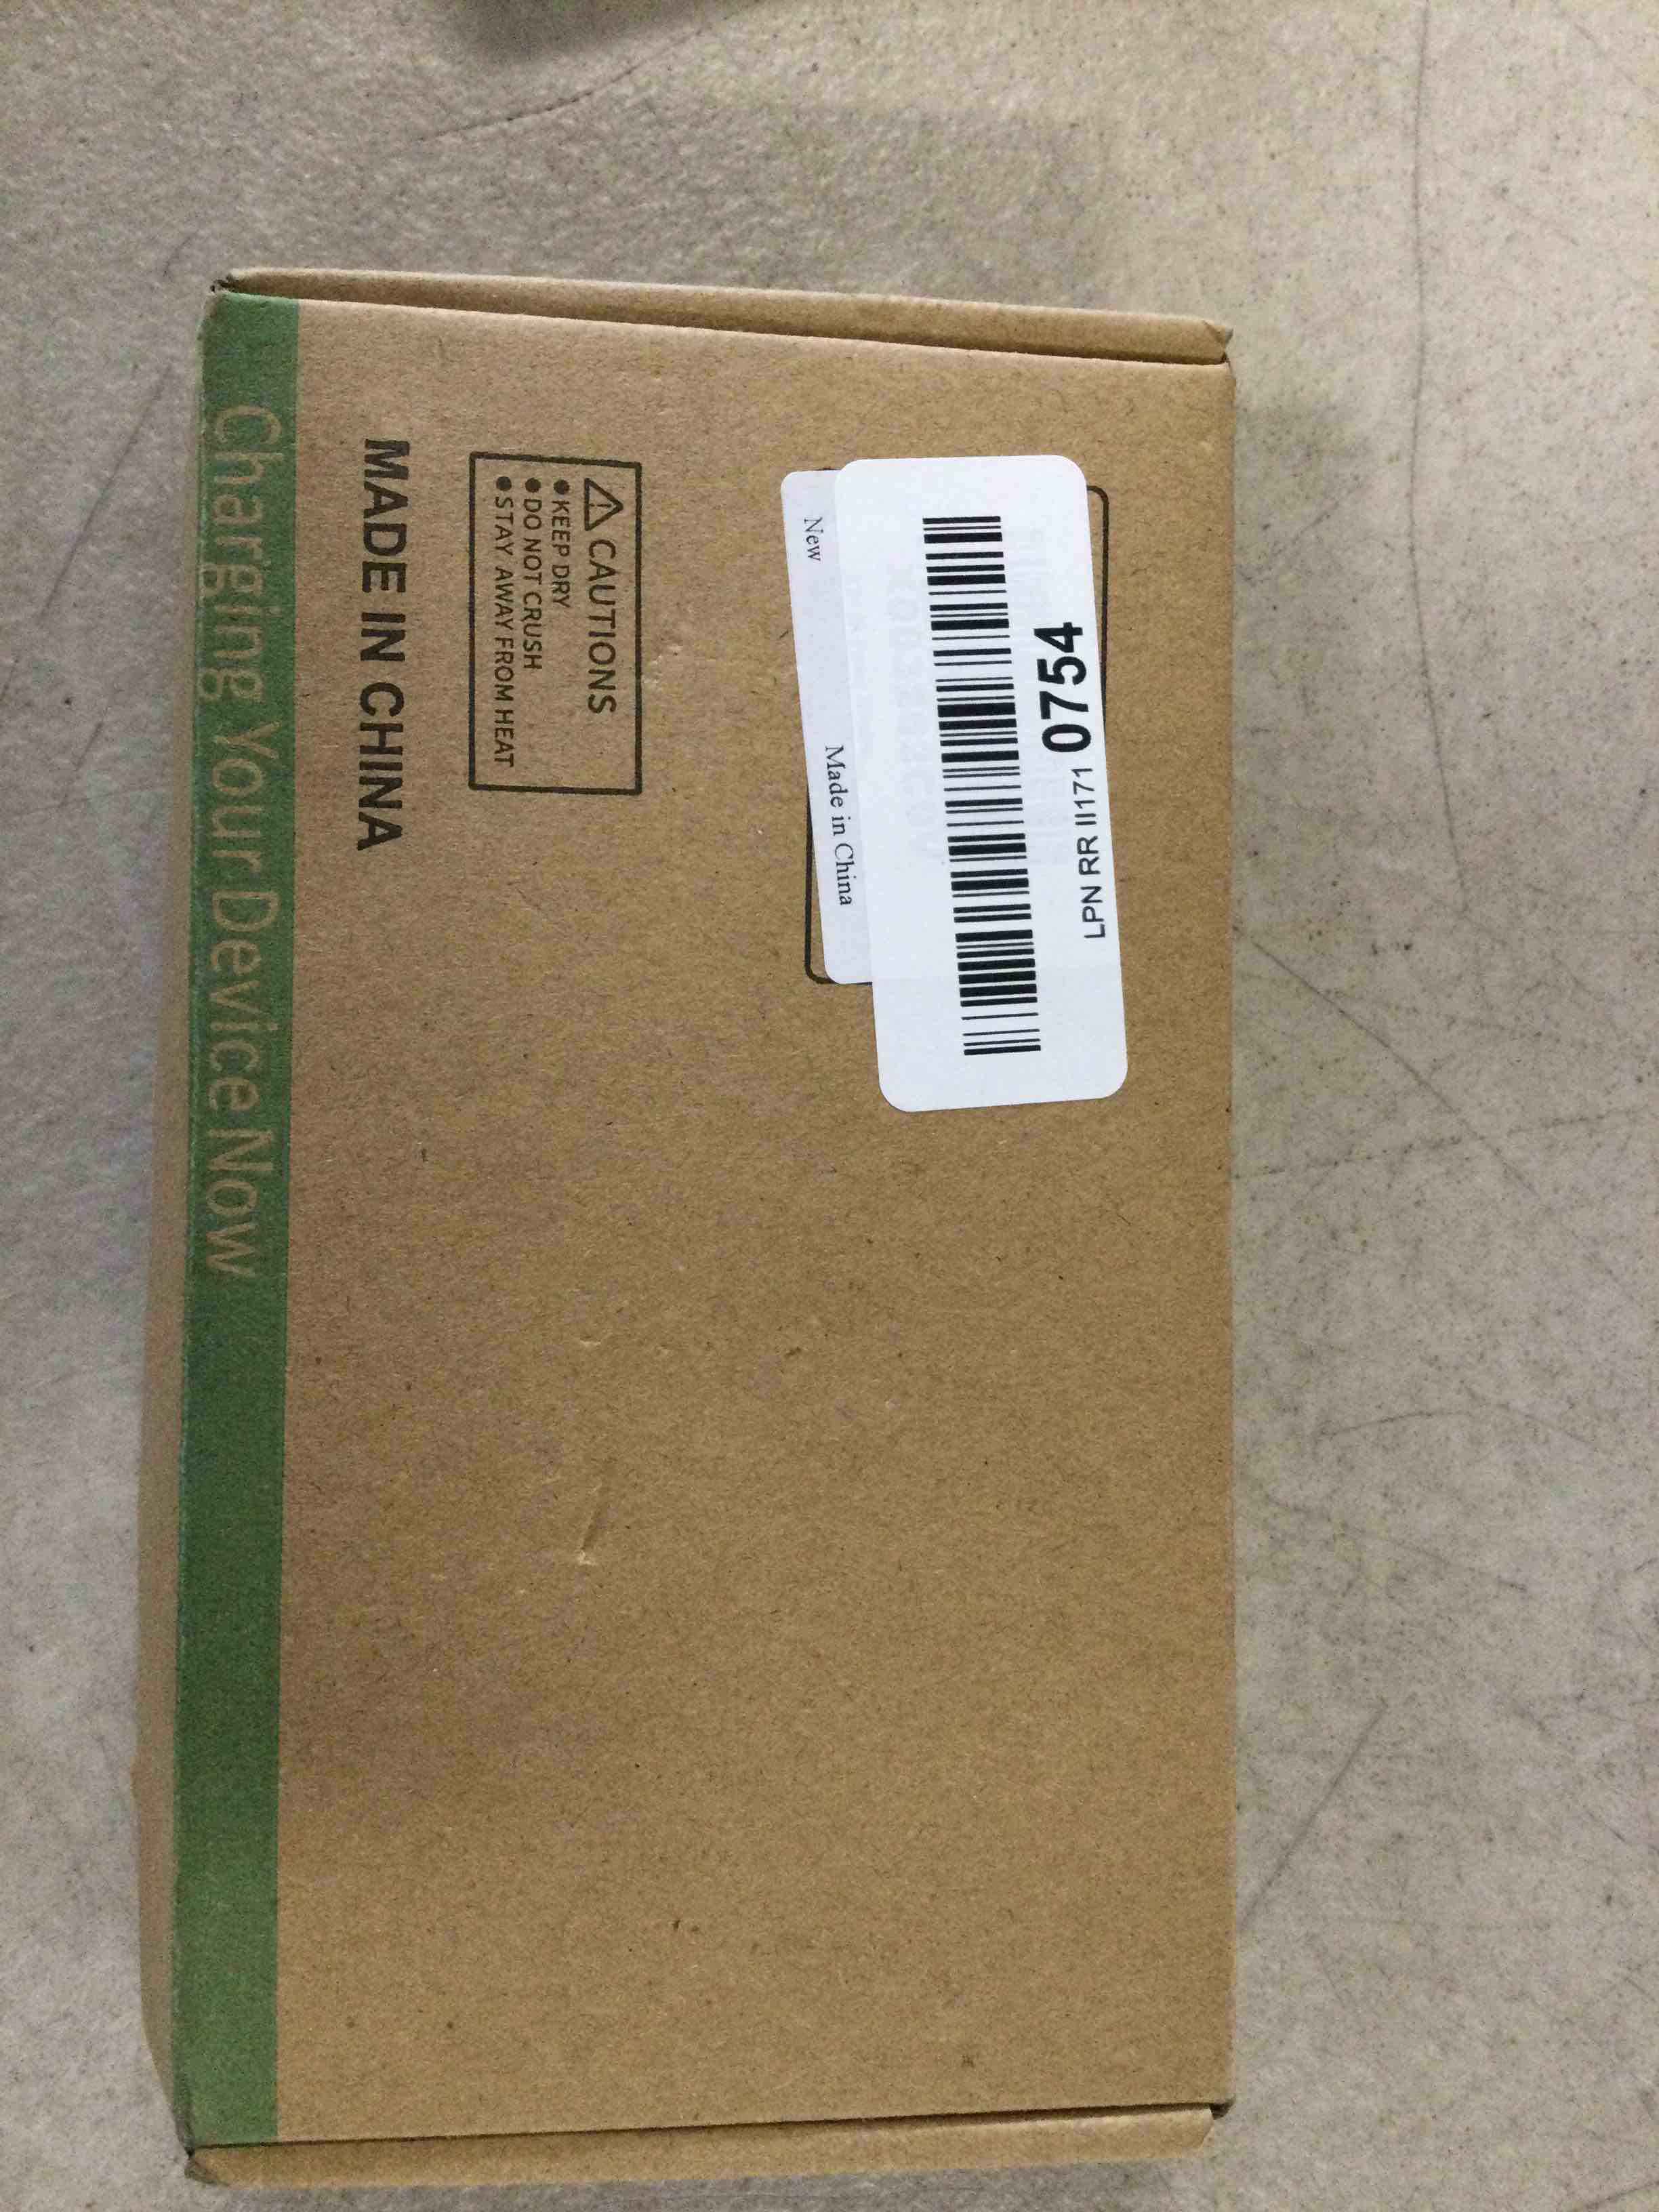 LPN RR II171 0754
New
Made in China
CAUTIONS
•KEEP DRY
•DO NOT CRUSH
•STAY AWAY FROM HEAT
MADE IN CHINA
Charging Your Device Now